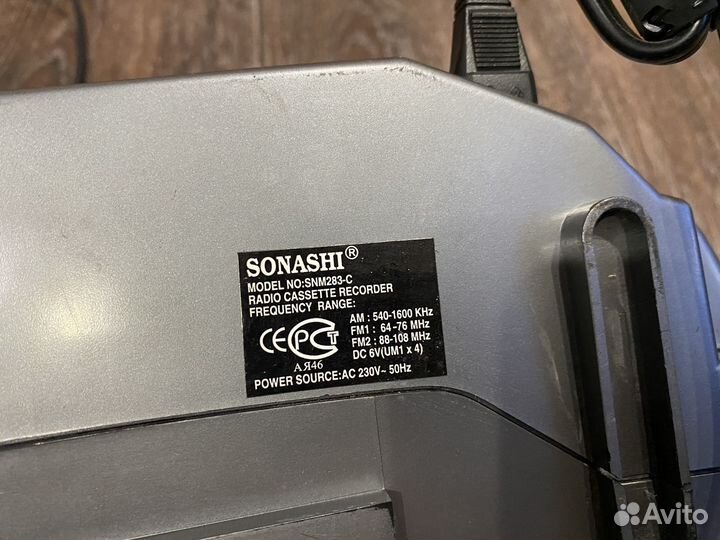 SONASHI®
MODEL NO:SNM283-C
RADIO CASSETTE RECORDER
FREQUENCY RANGE:
AM : 540-1600 KHz
FM1 : 64-76 MHz
FM2 : 88-108 MHz
DC 6V(UM1 x 4)
CE PCT
АЯ46
POWER SOURCE:AC 230V~ 50Hz
Avito